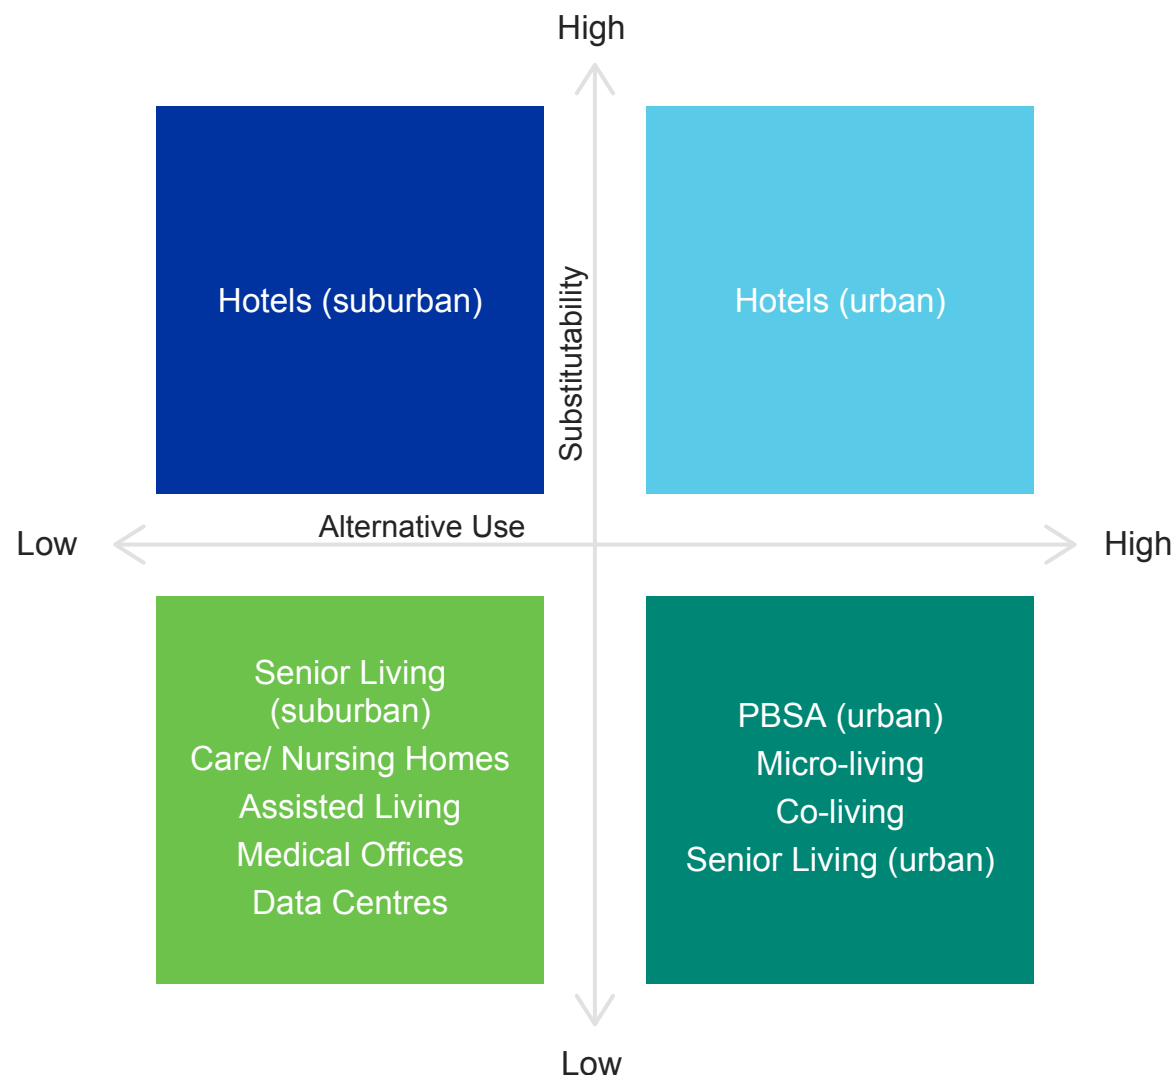 High
Hotels (suburban)
Substitutability
Hotels (urban)
Alternative Use
Low
High
Senior Living
(suburban)
Care/ Nursing Homes
Assisted Living
Medical Offices
Data Centres
PBSA (urban)
Micro-living
Co-living
Senior Living (urban)
Low